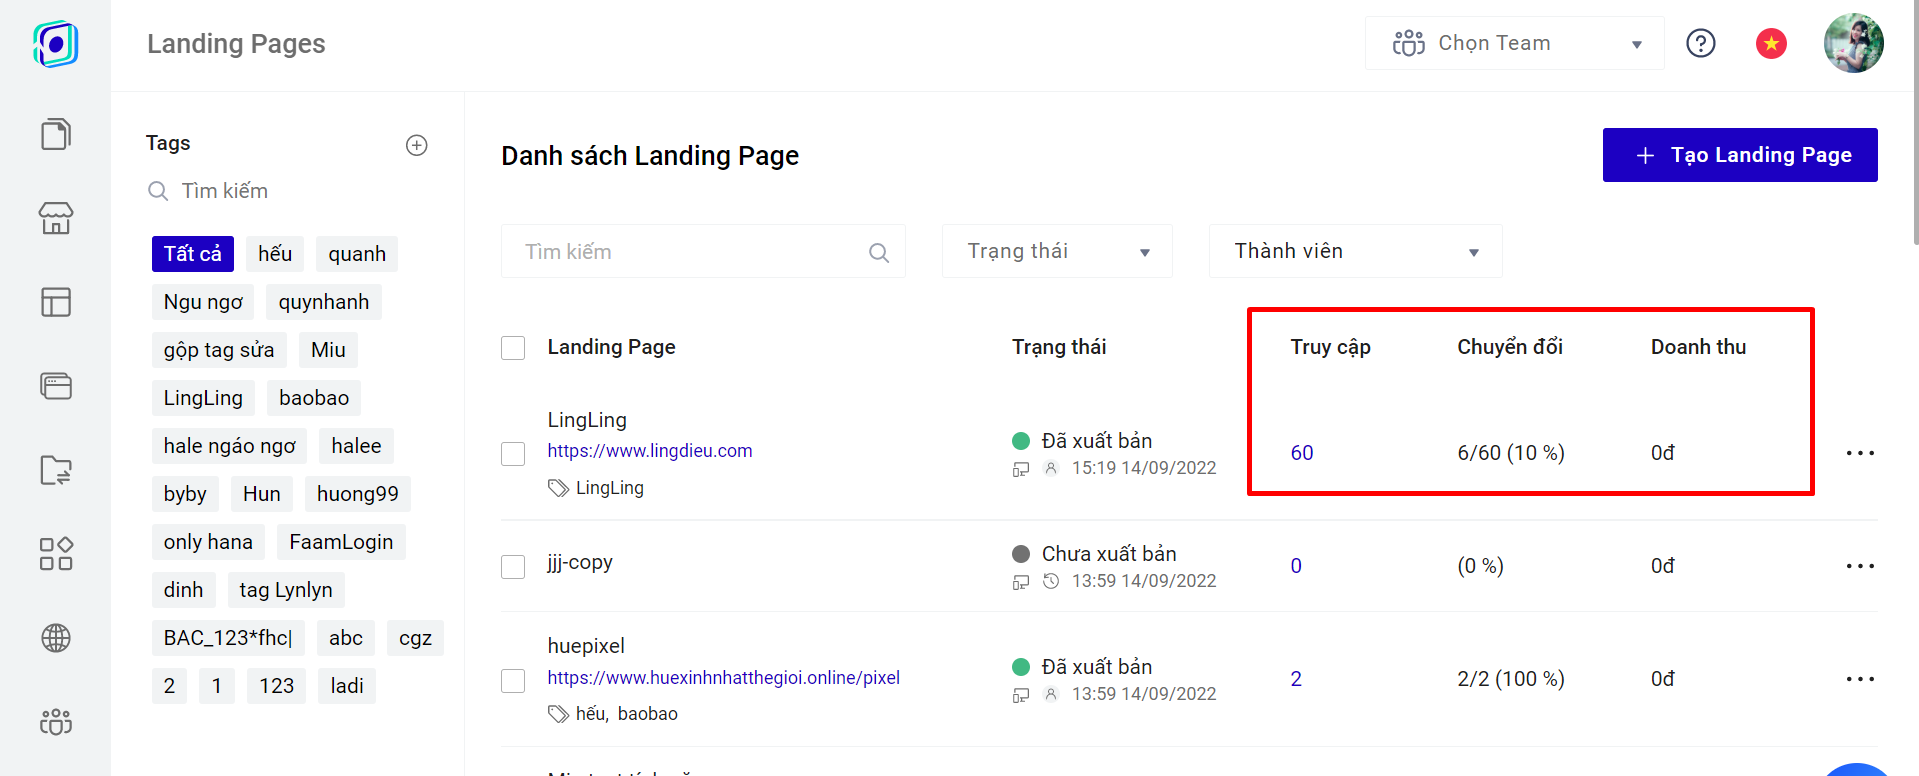 Landing Pages
Chọn Team
Tags
Tìm kiếm
Tất cả hếu quanh
Ngu ngơ quynhanh
gộp tag sửa Miu
LingLing baobao
hale ngáo ngơ halee
byby Hun huong99
only hana FaamLogin
dinh tag Lynlyn
BAC_123*fhc| abc cgz
2 1 123 ladi
Danh sách Landing Page
+ Tạo Landing Page
Tìm kiếm
Trạng thái
Thành viên
Landing Page Trạng thái Truy cập Chuyển đổi Doanh thu
LingLing
https://www.lingdieu.com
LingLing
Đã xuất bản
15:19 14/09/2022
60 6/60 (10 %) 0đ
jjj-copy
Chưa xuất bản
13:59 14/09/2022
0 (0 %) 0đ
huepixel
https://www.huexinhnhatthegioi.online/pixel
hếu, baobao
Đã xuất bản
13:59 14/09/2022
2 2/2 (100 %) 0đ